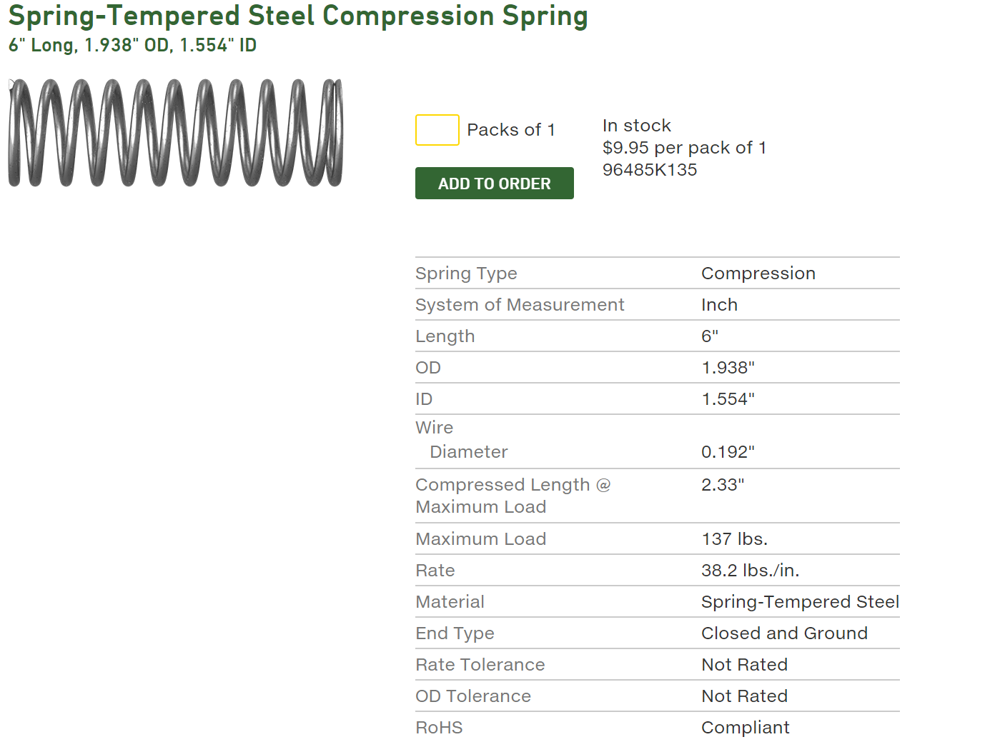 Spring-Tempered Steel Compression Spring
6" Long, 1.938" OD, 1.554" ID
Packs of 1
ADD TO ORDER
In stock
$9.95 per pack of 1
96485K135
Spring Type Compression
System of Measurement Inch
Length 6"
OD 1.938"
ID 1.554"
Wire
Diameter 0.192"
Compressed Length @ 2.33"
Maximum Load
Maximum Load 137 lbs.
Rate 38.2 lbs./in.
Material Spring-Tempered Steel
End Type Closed and Ground
Rate Tolerance Not Rated
OD Tolerance Not Rated
RoHS Compliant